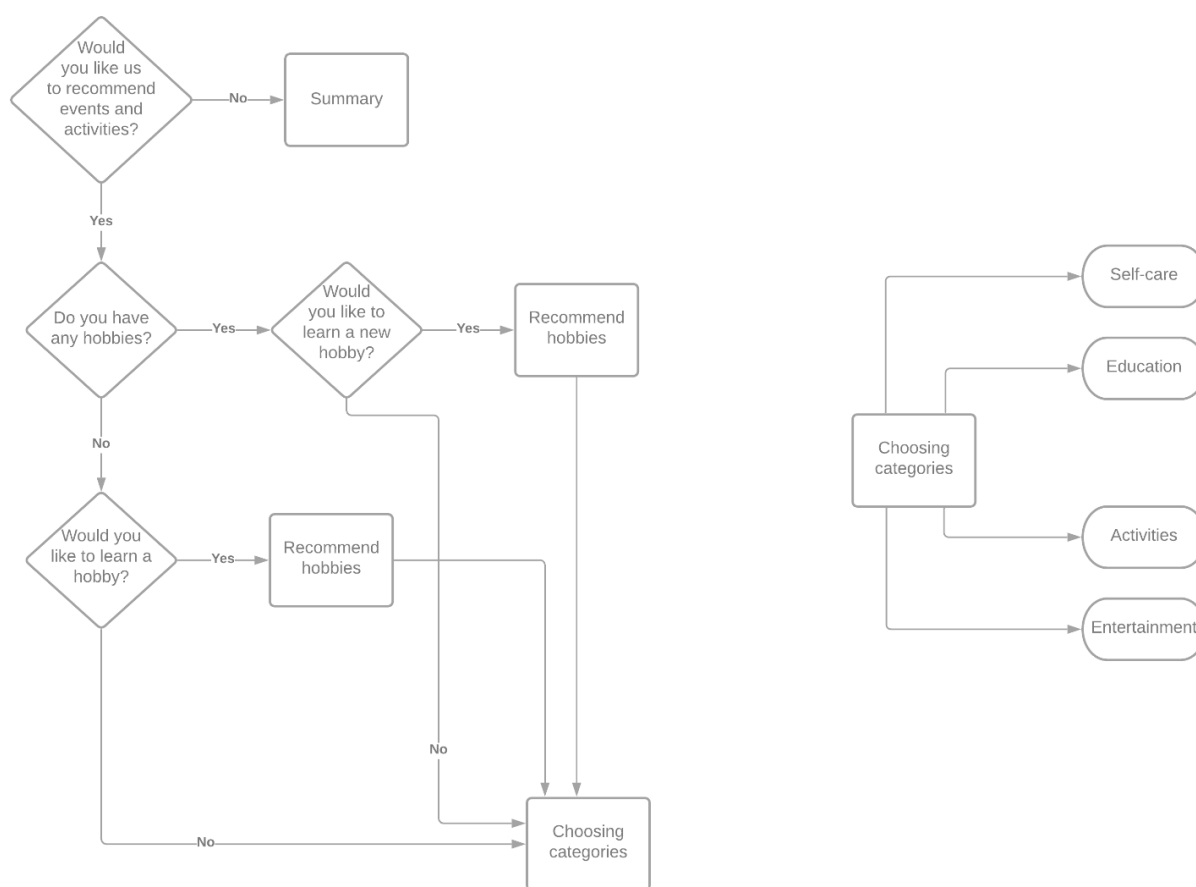 Would
you like us
to recommend
events and
activities?
No
Summary
Yes
Do you have
any hobbies?
Yes
Would
you like to
learn a new
hobby?
Yes
Recommend
hobbies
No
Would you
like to learn a
hobby?
Yes
Recommend
hobbies
No
No
Choosing
categories
Self-care
Education
Choosing
categories
Activities
Entertainment